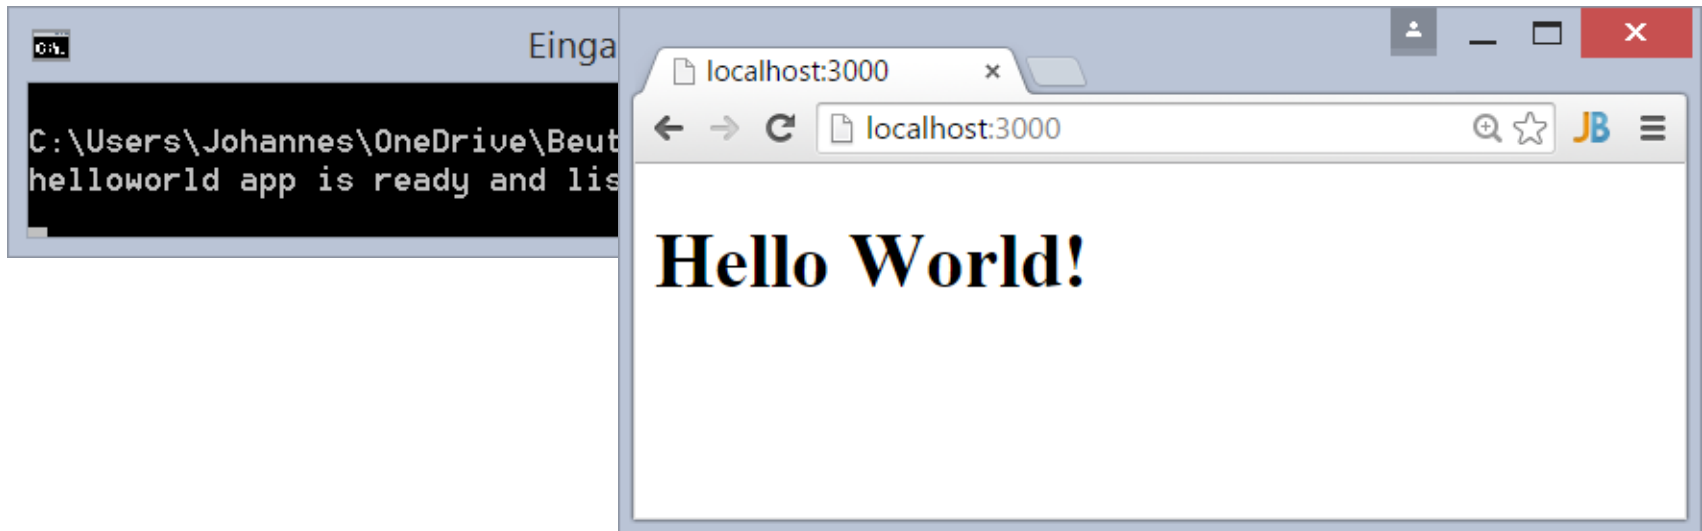 C:\.
Einga
C:\Users\Johannes\OneDrive\Beut
helloworld app is ready and lis
localhost:3000
localhost:3000
JB
Hello World!